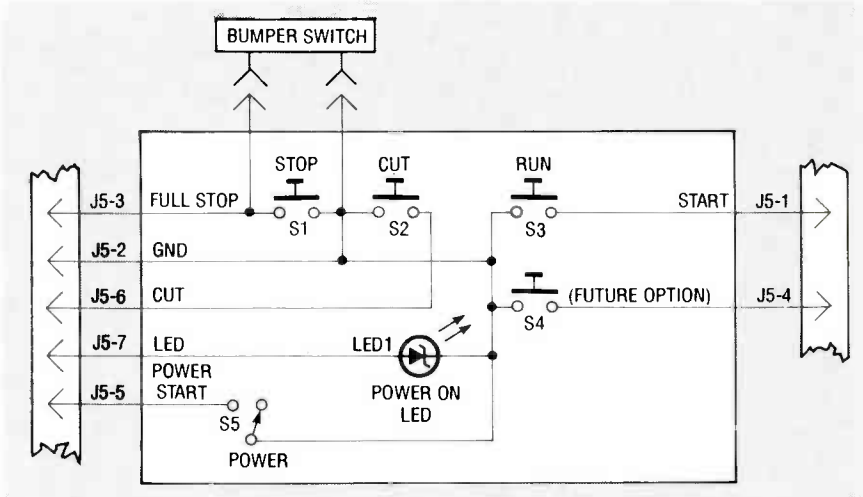 BUMPER SWITCH
STOP
CUT
RUN
J5-3
FULL STOP
S1
S2
S3
START
J5-1
J5-2
GND
J5-6
CUT
S4
(FUTURE OPTION)
J5-4
J5-7
LED
LED1
POWER ON
LED
J5-5
POWER
START
S5
POWER